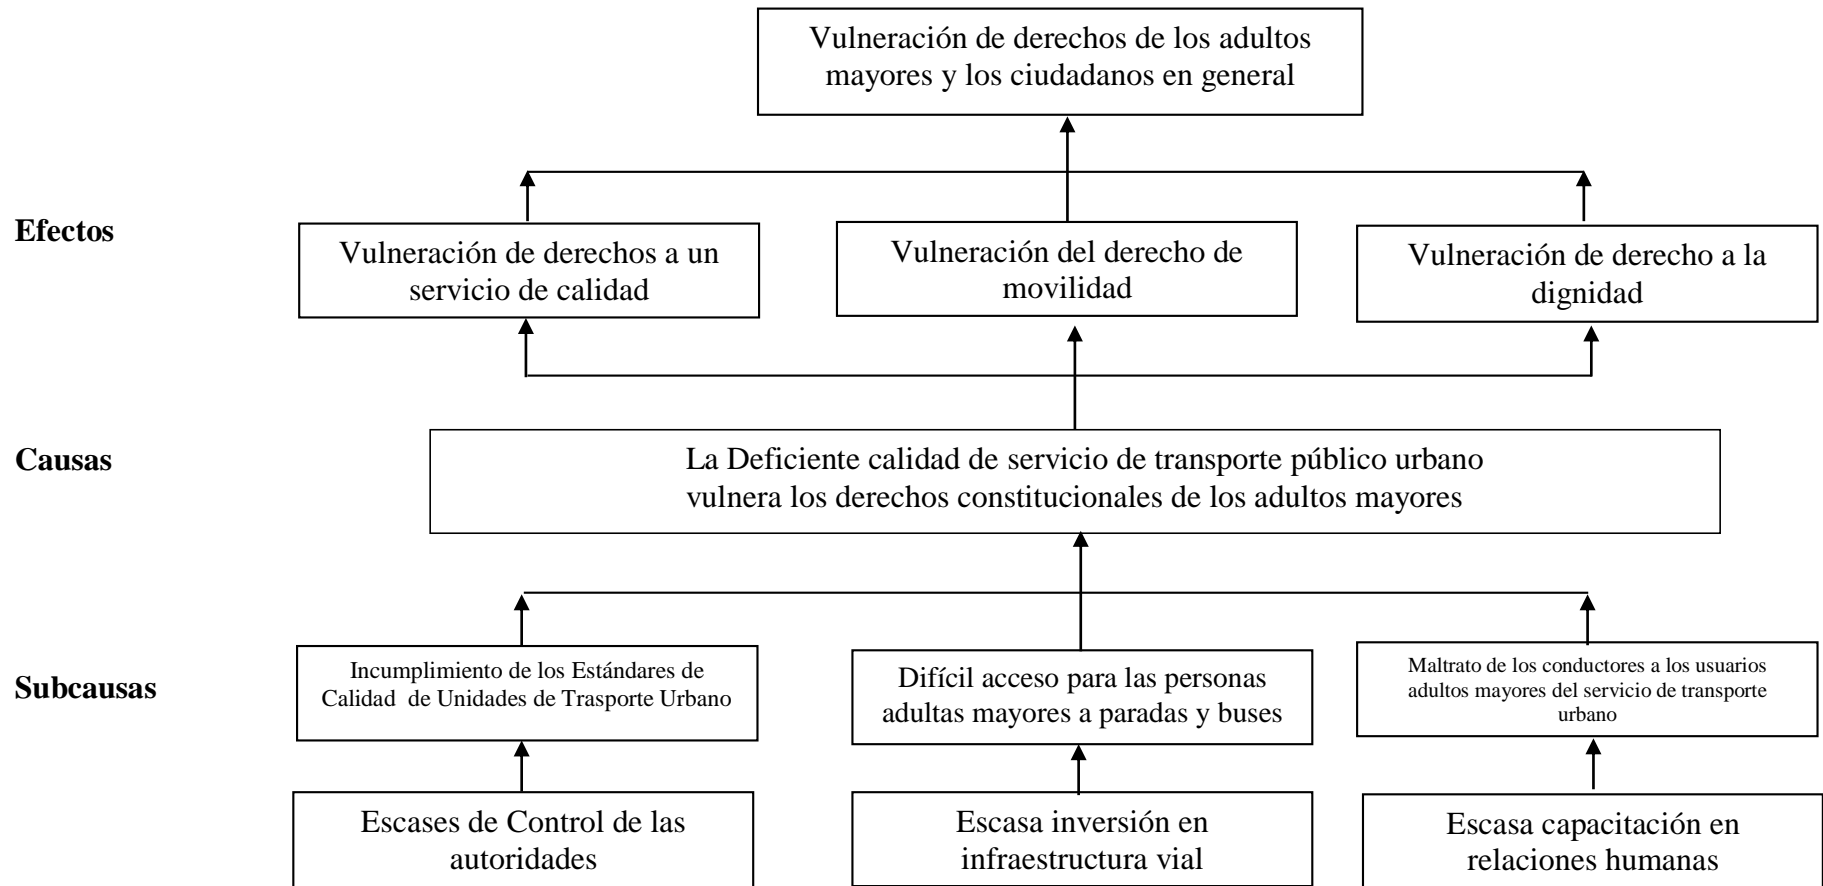 Vulneración de derechos de los adultos
mayores y los ciudadanos en general
Efectos
Vulneración de derechos a un
servicio de calidad
Vulneración del derecho de
movilidad
Vulneración de derecho a la
dignidad
Causas
La Deficiente calidad de servicio de transporte público urbano
vulnera los derechos constitucionales de los adultos mayores
Subcausas
Incumplimiento de los Estándares de
Calidad de Unidades de Trasporte Urbano
Difícil acceso para las personas
adultas mayores a paradas y buses
Maltrato de los conductores a los usuarios
adultos mayores del servicio de transporte
urbano
Escases de Control de las
autoridades
Escasa inversión en
infraestructura vial
Escasa capacitación en
relaciones humanas